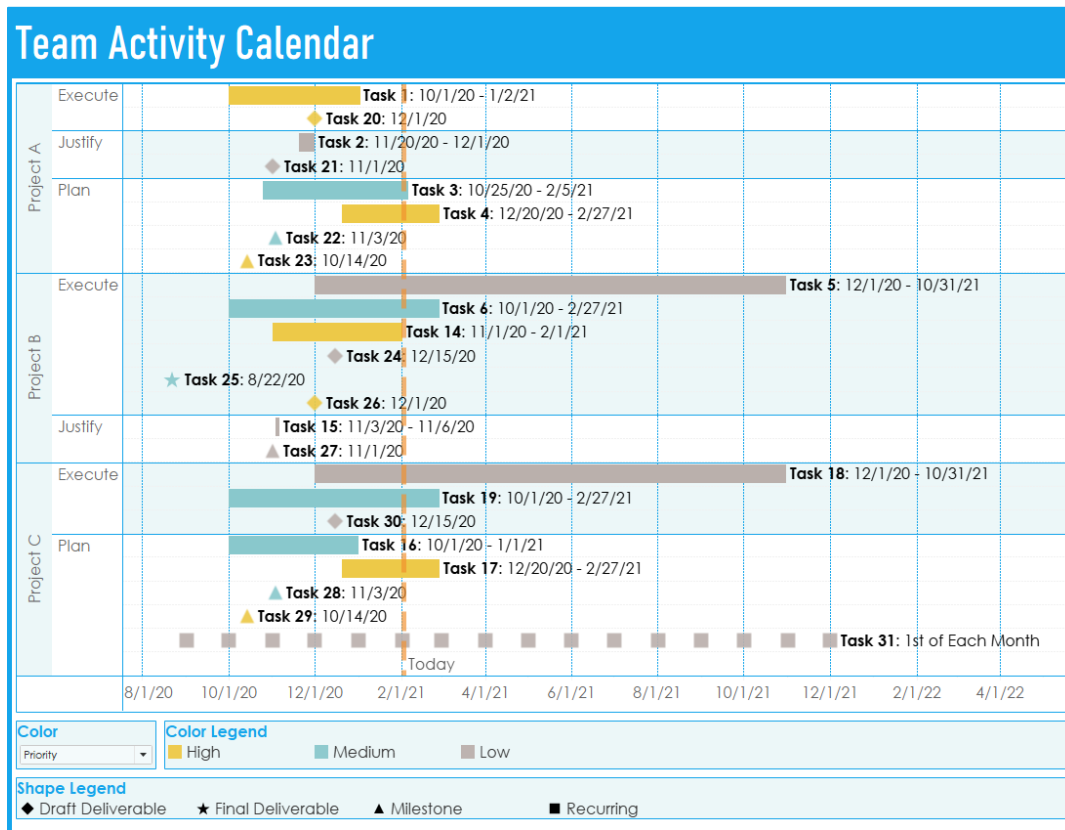 Team Activity Calendar
Project A
Execute
Task 1: 10/1/20 - 1/2/21
Task 20: 12/1/20
Justify
Task 2: 11/20/20 - 12/1/20
Task 21: 11/1/20
Plan
Task 3: 10/25/20 - 2/5/21
Task 4: 12/20/20 - 2/27/21
Task 22: 11/3/20
Task 23: 10/14/20
Project B
Execute
Task 5: 12/1/20 - 10/31/21
Task 6: 10/1/20 - 2/27/21
Task 14: 11/1/20 - 2/1/21
Task 24: 12/15/20
Task 25: 8/22/20
Task 26: 12/1/20
Justify
Task 15: 11/3/20 - 11/6/20
Task 27: 11/1/20
Project C
Execute
Task 18: 12/1/20 - 10/31/21
Task 19: 10/1/20 - 2/27/21
Task 30: 12/15/20
Plan
Task 16: 10/1/20 - 1/1/21
Task 17: 12/20/20 - 2/27/21
Task 28: 11/3/20
Task 29: 10/14/20
Task 31: 1st of Each Month
Today
8/1/20 10/1/20 12/1/20 2/1/21 4/1/21 6/1/21 8/1/21 10/1/21 12/1/21 2/1/22 4/1/22
Color
Priority
Color Legend
High Medium Low
Shape Legend
Draft Deliverable Final Deliverable Milestone Recurring